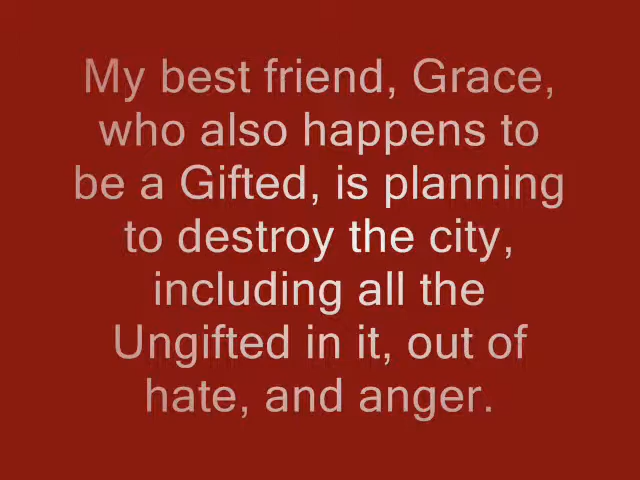 My best friend, Grace,
who also happens to
be a Gifted, is planning
to destroy the city,
including all the
Ungifted in it, out of
hate, and anger.